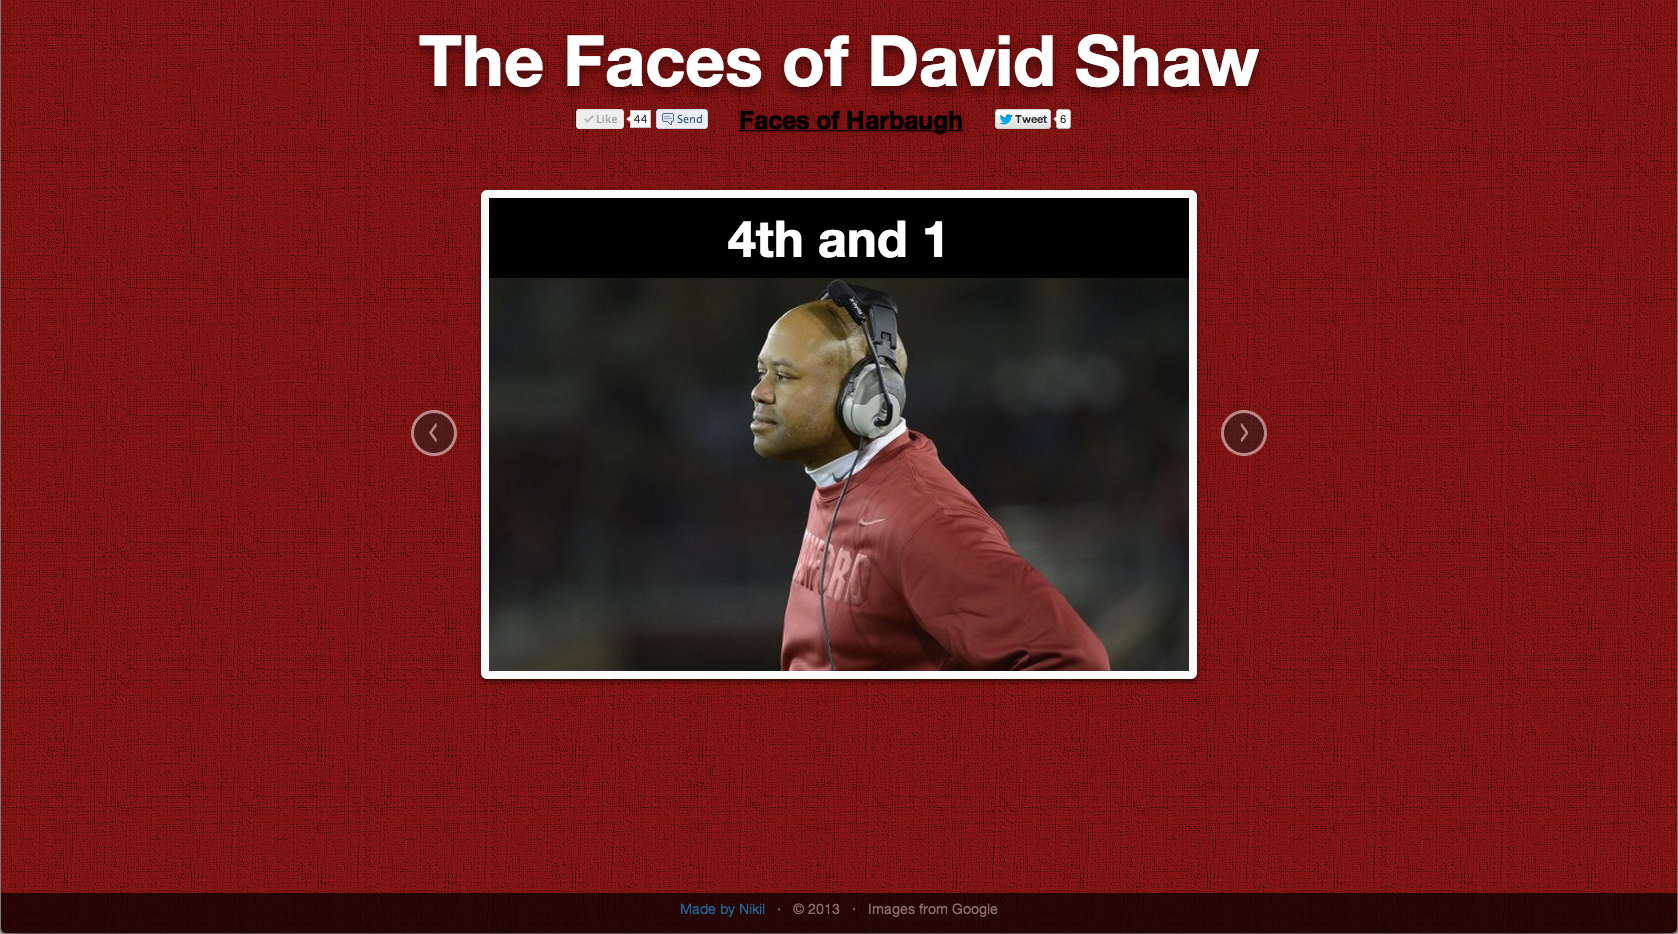 The Faces of David Shaw
Like 44 Send Faces of Harbaugh Tweet 6
4th and 1
Made by Nikil · © 2013 · Images from Google